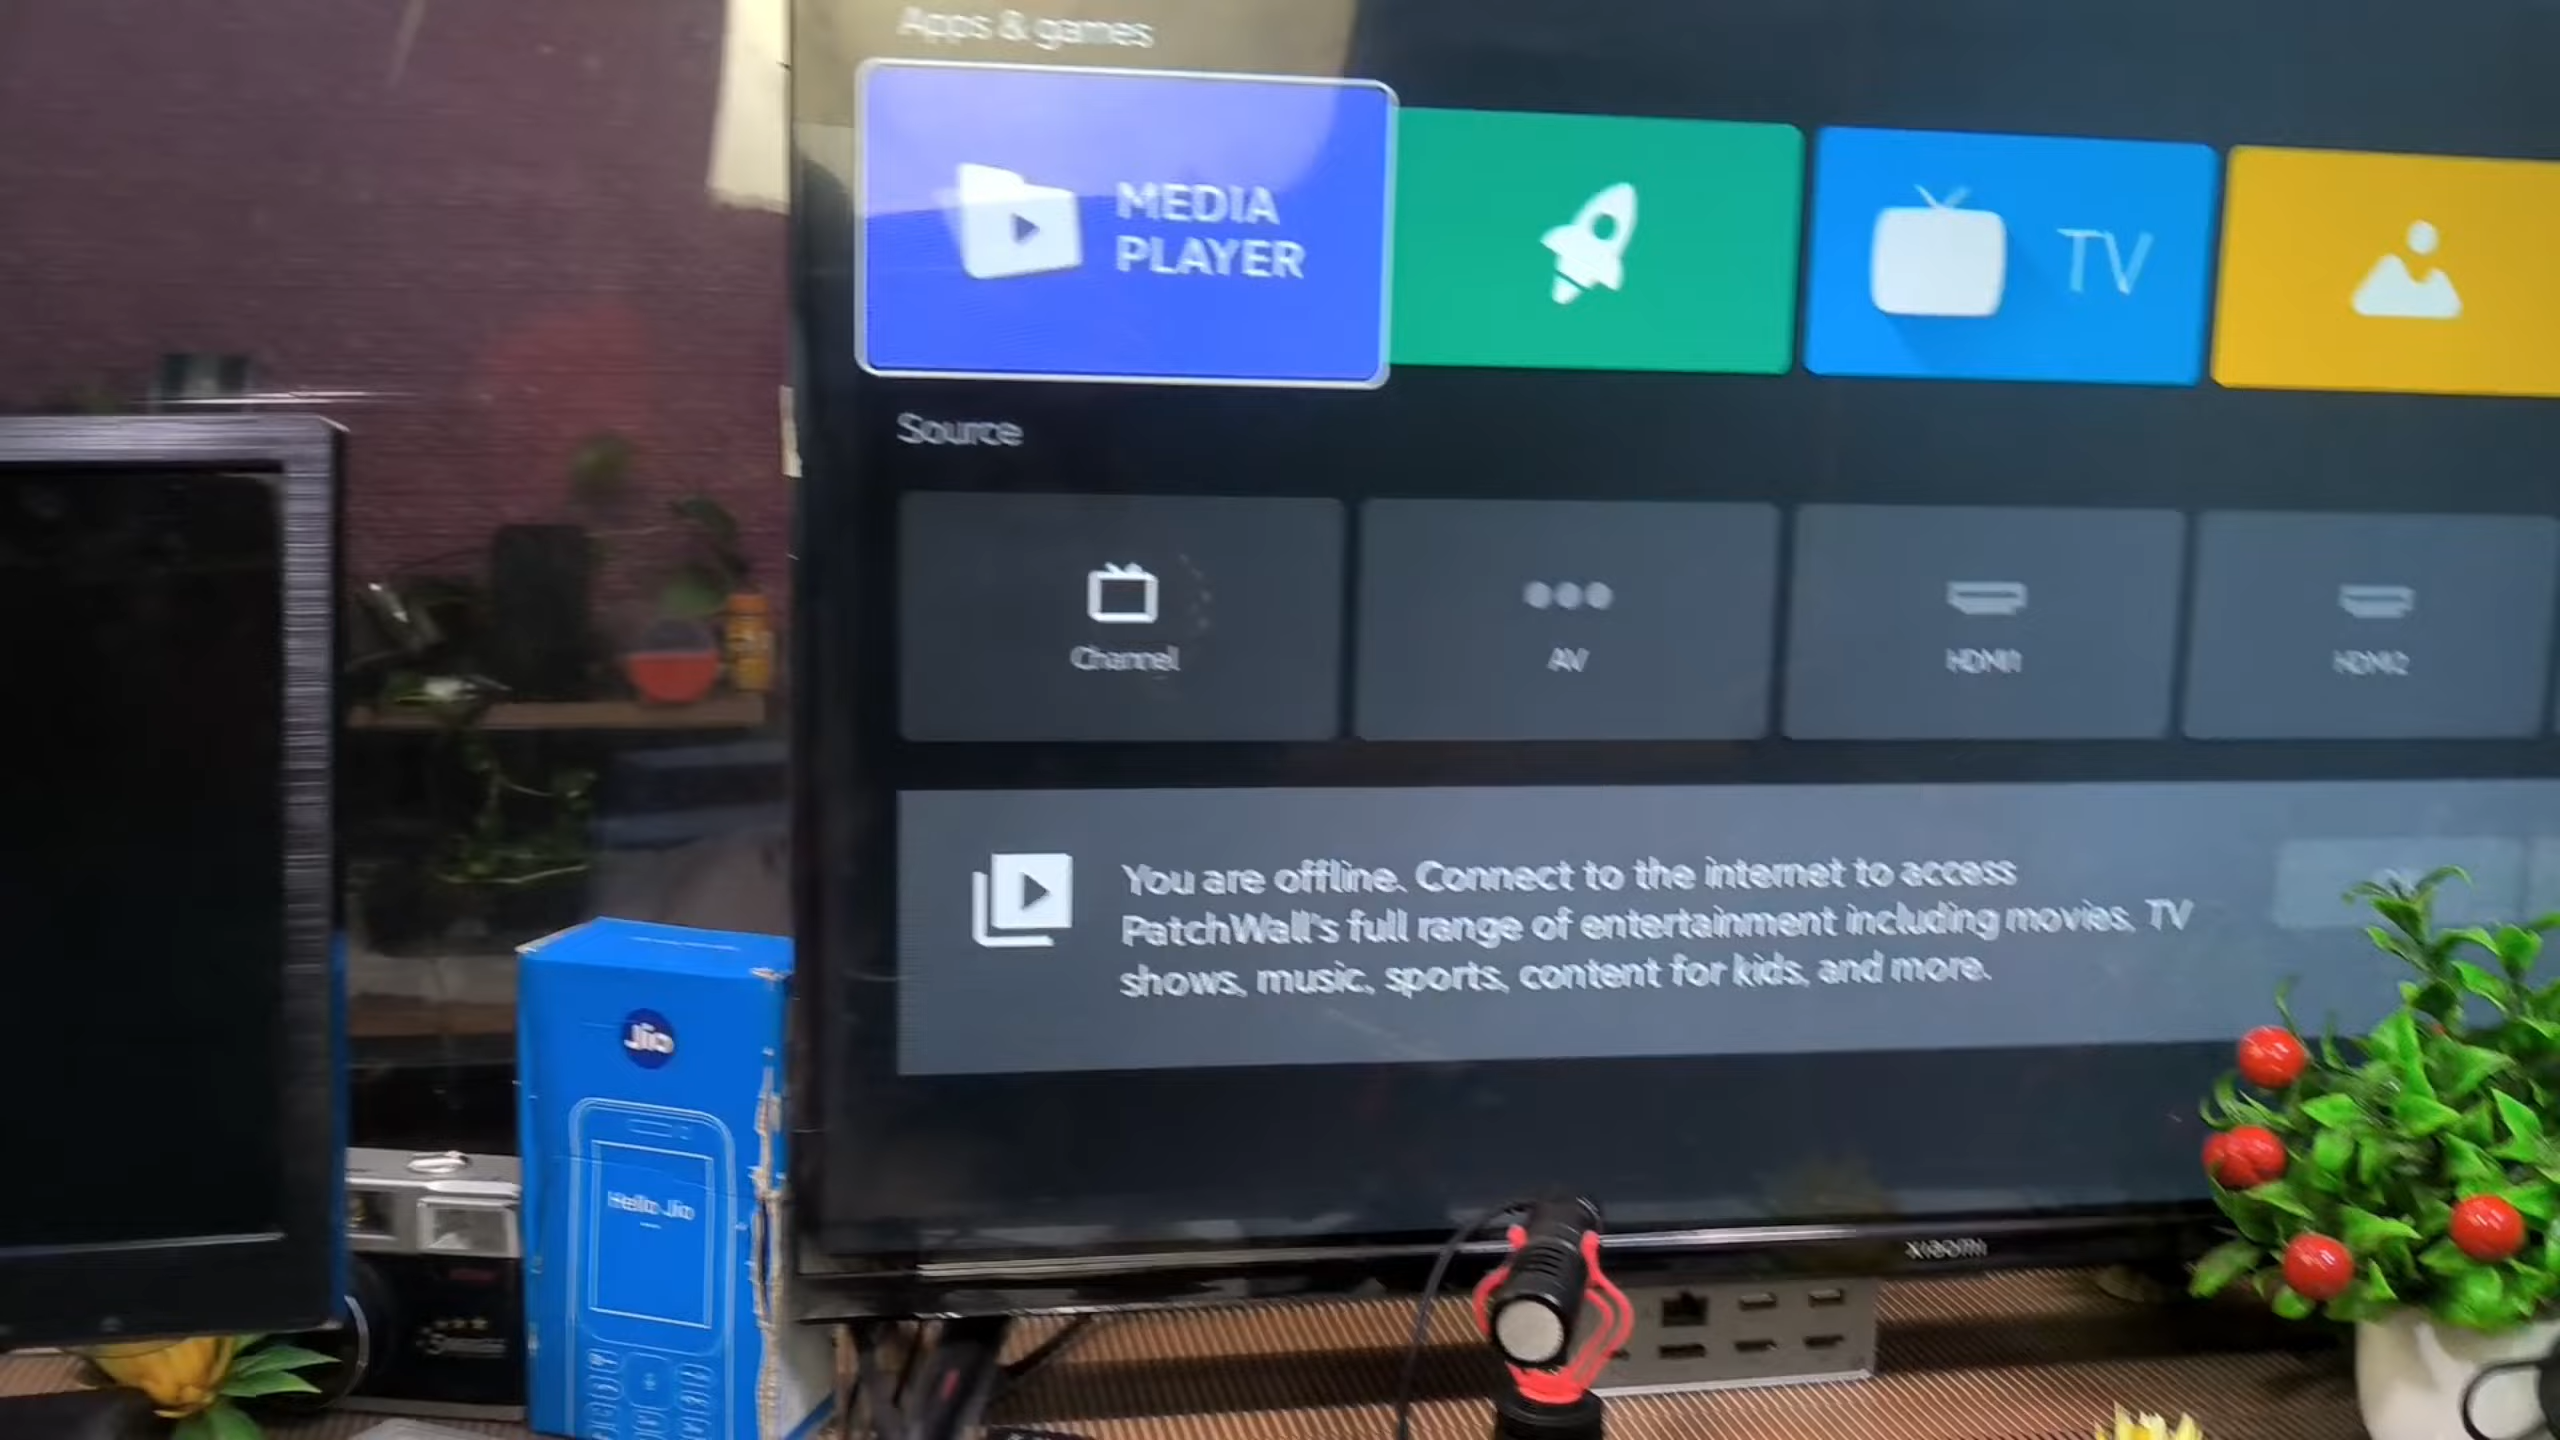 Apps & games
MEDIA
PLAYER
TV
Source
Channel
AV
HDMI1
HDMI2
You are offline. Connect to the internet to access
PatchWall's full range of entertainment including movies, TV
shows, music, sports, content for kids, and more.
Jio
Hello Jio
XIAOMI